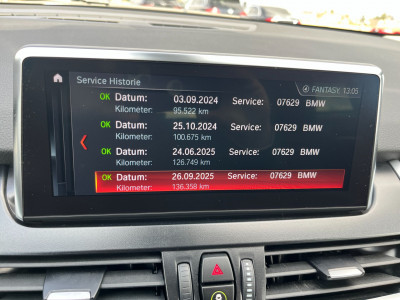 Service Historie
FANTASY. 13:05
OK Datum: 03.09.2024 Service: 07629 BMW
Kilometer: 95.522 km
OK Datum: 25.10.2024 Service: 07629 BMW
Kilometer: 100.675 km
OK Datum: 24.06.2025 Service: 07629 BMW
Kilometer: 126.749 km
OK Datum: 26.09.2025 Service: 07629 BMW
Kilometer: 136.358 km